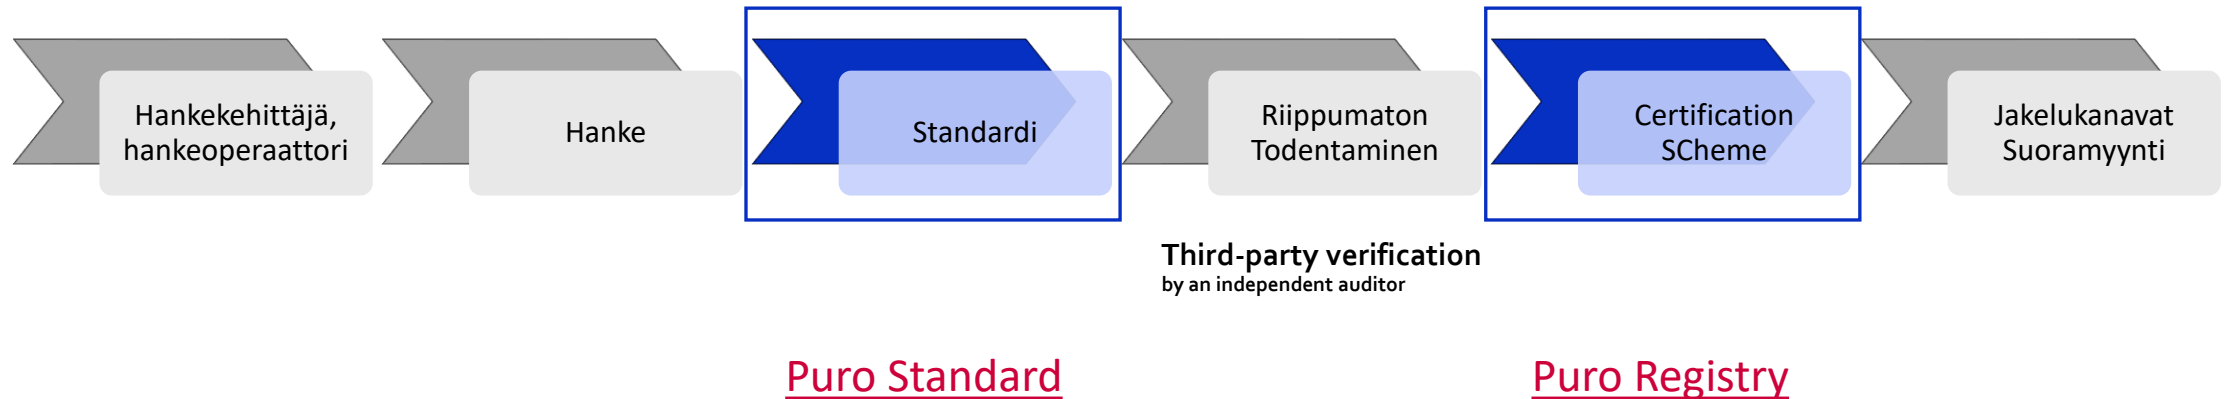 Hankekehittäjä,
hankeoperaattori
Hanke
Standardi
Riippumaton
Todentaminen
Certification
SCheme
Jakelukanavat
Suoramyynti
Third-party verification
by an independent auditor
Puro Standard
Puro Registry